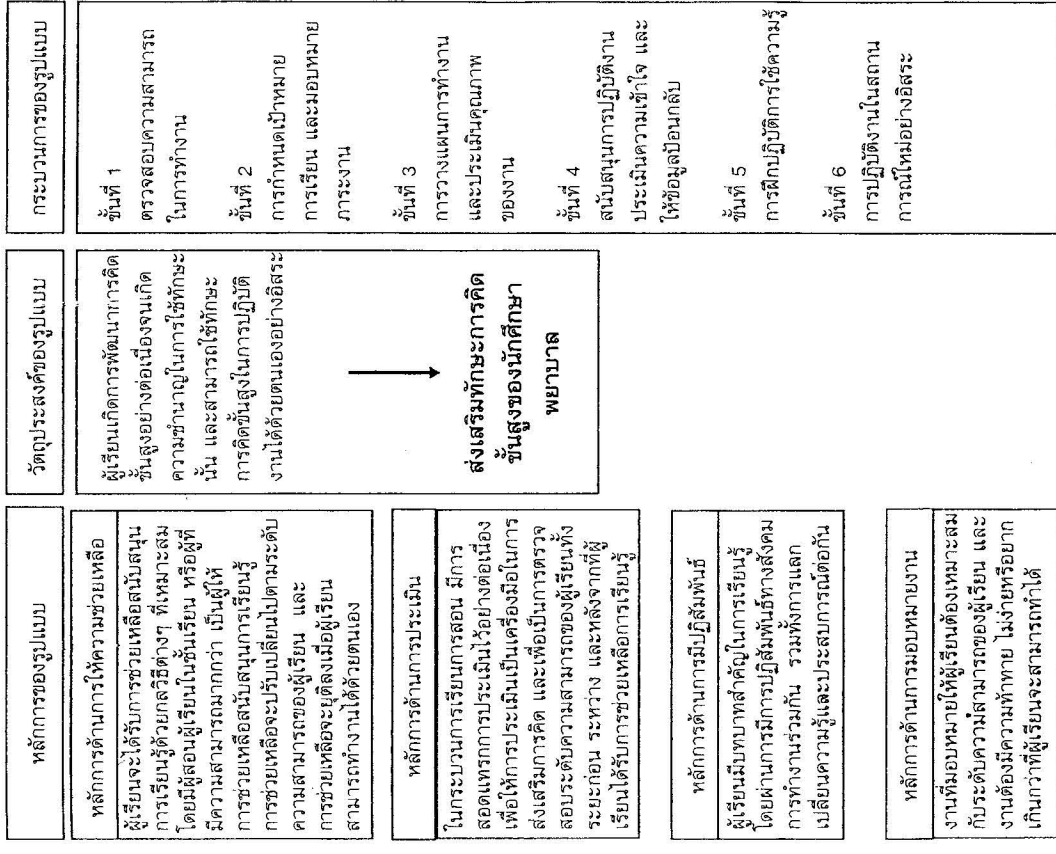 หลักการของรูปแบบ
หลักการด้านการให้ความช่วยเหลือ
ผู้เรียนจะได้รับการช่วยเหลือสนับสนุน
การเรียนรู้ด้วยกลวิธีต่างๆ ที่เหมาะสม
โดยมีผู้สอนผู้เรียนในชั้นเรียน หรือผู้ที่
มีความสามารถมากกว่า เป็นผู้ให้
การช่วยเหลือสนับสนุนการเรียนรู้
การช่วยเหลือจะปรับเปลี่ยนไปตามระดับ
ความสามารถของผู้เรียน และ
การช่วยเหลือจะยุติลงเมื่อผู้เรียน
สามารถทำงานได้ด้วยตนเอง
หลักการด้านการประเมิน
ในกระบวนการเรียนการสอน มีการ
สอดแทรกการประเมินไว้อย่างต่อเนื่อง
เพื่อให้การประเมินเป็นเครื่องมือในการ
ส่งเสริมการคิด และเพื่อเป็นการตรวจ
สอบระดับความสามารถของผู้เรียนทั้ง
ระยะก่อน ระหว่าง และหลังจากที่ผู้
เรียนได้รับการช่วยเหลือการเรียนรู้
หลักการด้านการมีปฏิสัมพันธ์
ผู้เรียนมีบทบาทสำคัญในการเรียนรู้
โดยผ่านการมีการปฏิสัมพันธ์ทางสังคม
การทำงานร่วมกัน รวมทั้งการแลก
เปลี่ยนความรู้และประสบการณ์ต่อกัน
หลักการด้านการมอบหมายงาน
งานที่มอบหมายให้ผู้เรียนต้องเหมาะสม
กับระดับความสามารถของผู้เรียน และ
งานต้องมีความท้าทาย ไม่ง่ายหรือยาก
เกินกว่าที่ผู้เรียนจะสามารถทำได้
วัตถุประสงค์ของรูปแบบ
ผู้เรียนเกิดการพัฒนาการคิด
ขั้นสูงอย่างต่อเนื่องจนเกิด
ความชำนาญในการใช้ทักษะ
นั้น และสามารถใช้ทักษะ
การคิดขั้นสูงในการปฏิบัติ
งานได้ด้วยตนเองอย่างอิสระ
ส่งเสริมทักษะการคิด
ขั้นสูงของนักศึกษา
พยาบาล
กระบวนการของรูปแบบ
ขั้นที่ 1
ตรวจสอบความสามารถ
ในการทำงาน
ขั้นที่ 2
การกำหนดเป้าหมาย
การเรียน และมอบหมาย
ภาระงาน
ขั้นที่ 3
การวางแผนการทำงาน
และประเมินคุณภาพ
ของงาน
ขั้นที่ 4
สนับสนุนการปฏิบัติงาน
ประเมินความเข้าใจ และ
ให้ข้อมูลป้อนกลับ
ขั้นที่ 5
การฝึกปฏิบัติการใช้ความรู้
ขั้นที่ 6
การปฏิบัติงานในสถาน
การณ์ใหม่อย่างอิสระ